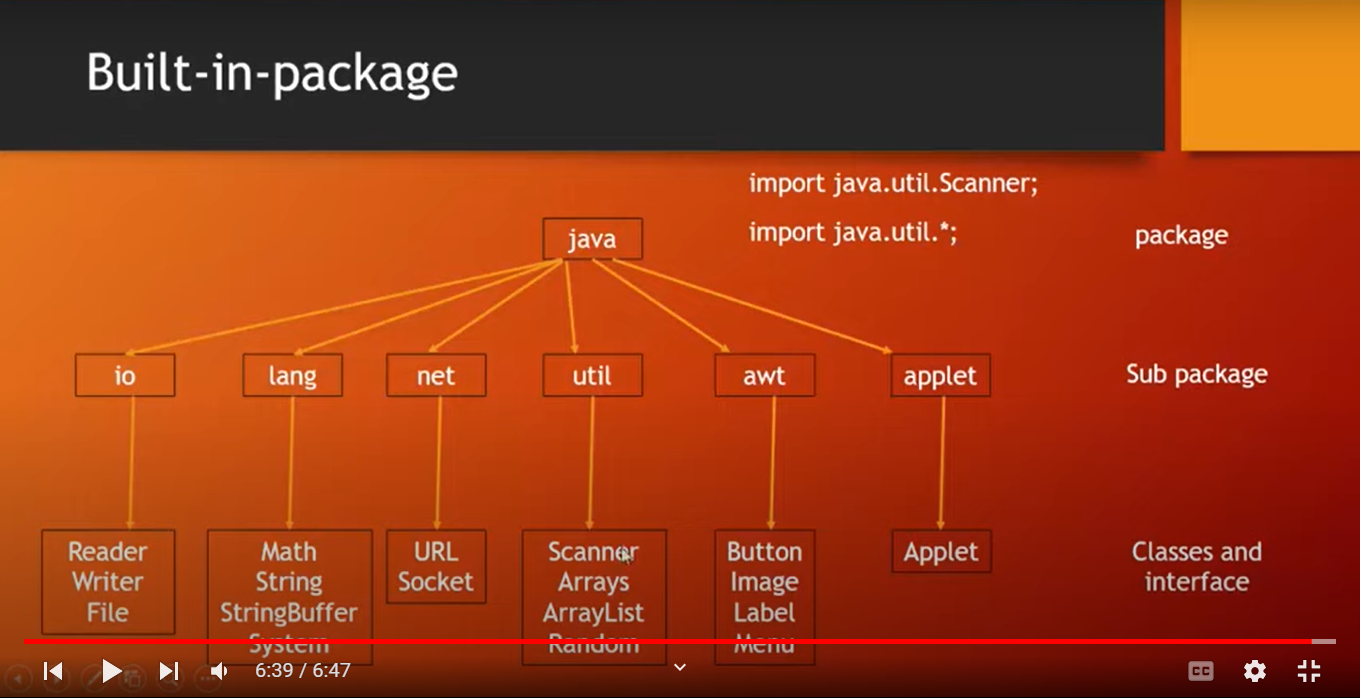 Built-in-package
import java.util.Scanner;
import java.util.*;
java
package
io
lang
net
util
awt
applet
Sub package
Reader
Writer
File
Math
String
StringBuffer
System
URL
Socket
Scanner
Arrays
ArrayList
Random
Button
Image
Label
Menu
Applet
Classes and
interface
6:39 / 6:47
CC